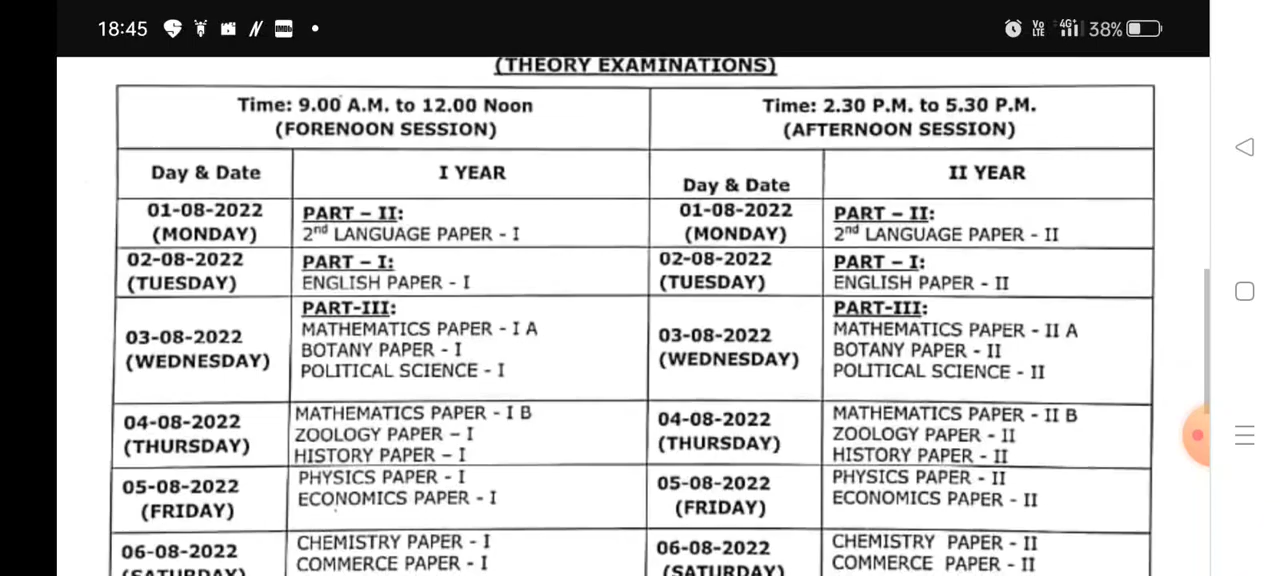 18:45
IMDb
Vo LTE 4G+ 38%
(THEORY EXAMINATIONS)
Time: 9.00 A.M. to 12.00 Noon
(FORENOON SESSION)
Time: 2.30 P.M. to 5.30 P.M.
(AFTERNOON SESSION)
Day & Date
I YEAR
Day & Date
II YEAR
01-08-2022
(MONDAY)
PART – II:
2nd LANGUAGE PAPER - I
01-08-2022
(MONDAY)
PART – II:
2nd LANGUAGE PAPER - II
02-08-2022
(TUESDAY)
PART – I:
ENGLISH PAPER - I
02-08-2022
(TUESDAY)
PART – I:
ENGLISH PAPER - II
03-08-2022
(WEDNESDAY)
PART-III:
MATHEMATICS PAPER - I A
BOTANY PAPER - I
POLITICAL SCIENCE - I
03-08-2022
(WEDNESDAY)
PART-III:
MATHEMATICS PAPER - II A
BOTANY PAPER - II
POLITICAL SCIENCE - II
04-08-2022
(THURSDAY)
MATHEMATICS PAPER - I B
ZOOLOGY PAPER – I
HISTORY PAPER – I
04-08-2022
(THURSDAY)
MATHEMATICS PAPER - II B
ZOOLOGY PAPER - II
HISTORY PAPER - II
05-08-2022
(FRIDAY)
PHYSICS PAPER - I
ECONOMICS PAPER - I
05-08-2022
(FRIDAY)
PHYSICS PAPER - II
ECONOMICS PAPER - II
06-08-2022
(SATURDAY)
CHEMISTRY PAPER - I
COMMERCE PAPER - I
06-08-2022
(SATURDAY)
CHEMISTRY PAPER - II
COMMERCE PAPER - II